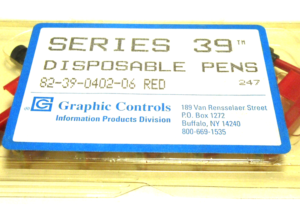 SERIES 39™
DISPOSABLE PENS
82-39-0402-06 RED 247
Graphic Controls
Information Products Division
189 Van Rensselaer Street
P.O. Box 1273
Buffalo, NY 14240
800-669-1535